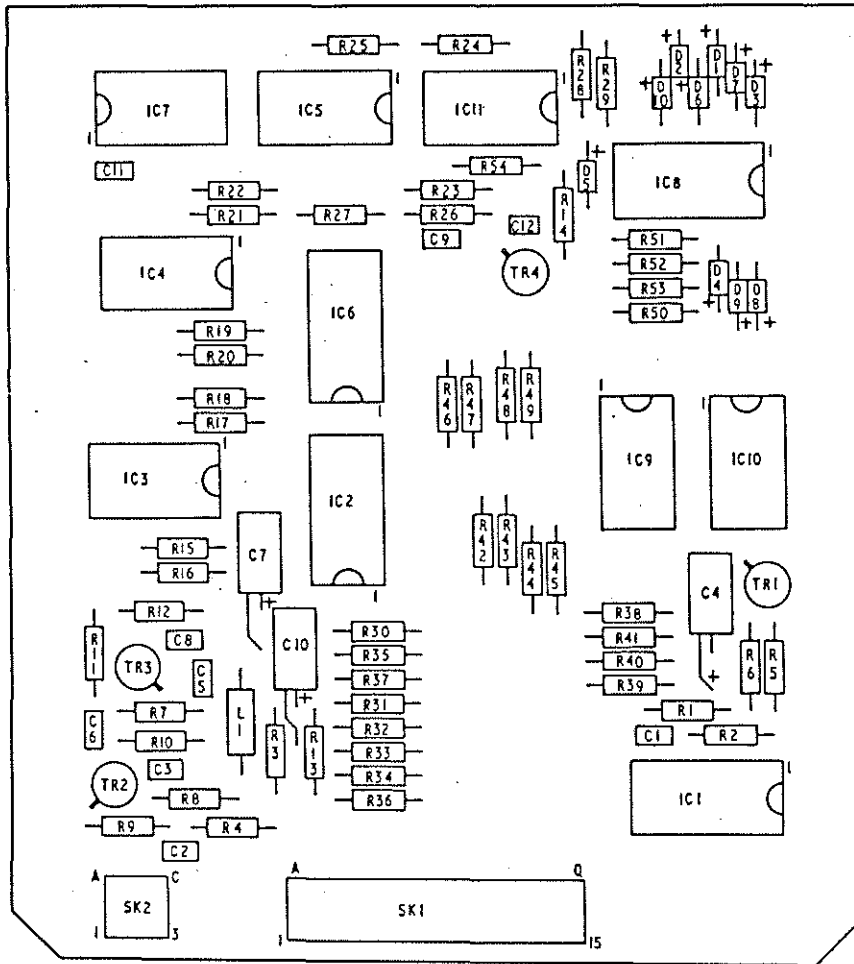 R25 R24
R28 R29 D2 D1 D7 D3
D10 D6
IC7 IC5 IC11
C11 R54 D5 IC8
R22 R23
R21 R27 R26 R14
C12
C9 R51
IC4 TR4 R52
R53 D4
IC6 R50 D9 D8
R19
R20
R18 R46 R47 R48 R49
R17
IC3 IC2 IC9 IC10
R15 C7 R42 R43
R16 R44 R45 C4 TR1
R12 R38
C8 C10 R30 R41
R11 TR3 C5 R35 R40 R6 R5
R37 R39
R7 L1 R31 R1
C6 R10 R3 R13 R32 C1 R2
R33
C3 R34
TR2 R8 R36 IC1
R9 R4
C2
A C A Q
SK2 SK1
1 3 1 15